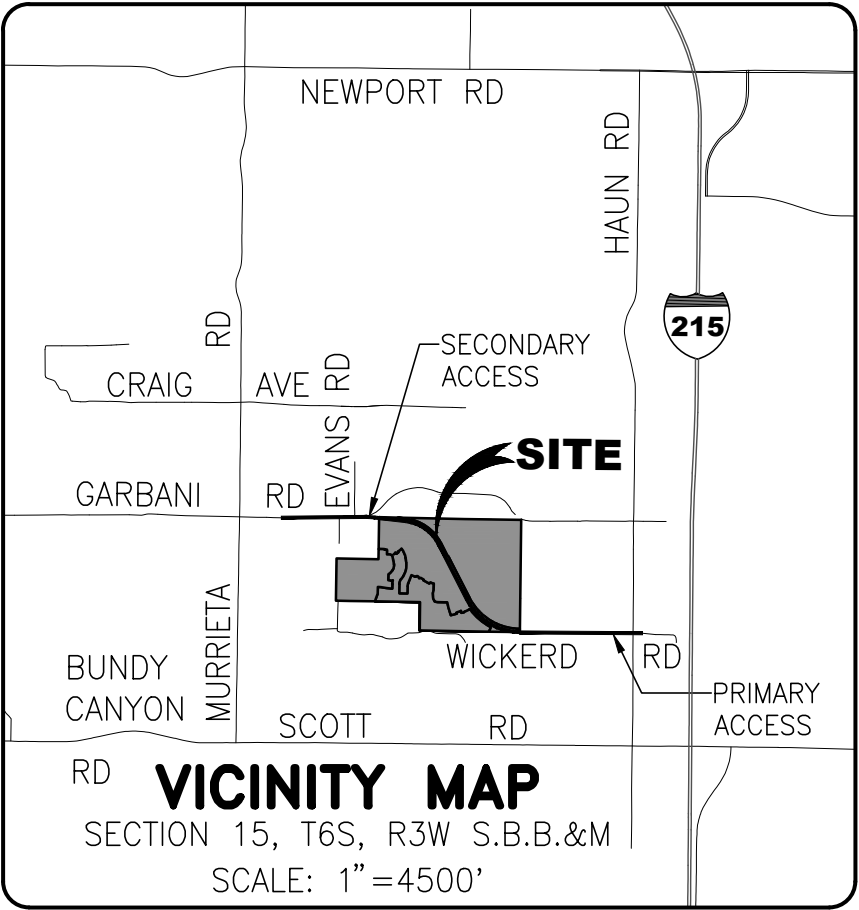 NEWPORT RD
HAUN RD
215
MURRIETA RD
SECONDARY
ACCESS
CRAIG AVE
EVANS RD
SITE
GARBANI RD
WICKERD RD
BUNDY
CANYON
RD
PRIMARY
ACCESS
SCOTT RD
VICINITY MAP
SECTION 15, T6S, R3W S.B.B.&M
SCALE: 1"=4500'